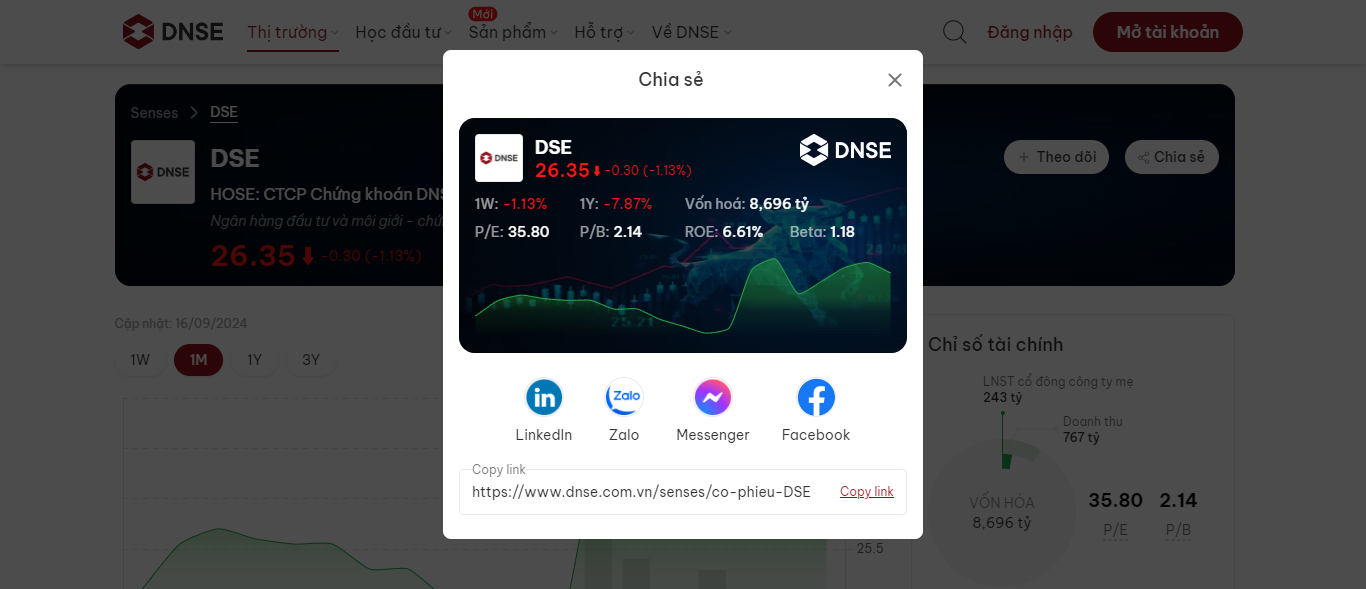 DNSE
Thị trường
Học đầu tư
Mới
Sản phẩm
Hỗ trợ
Về DNSE
Đăng nhập
Mở tài khoản
Senses
DSE
DNSE
DSE
HOSE: CTCP Chứng khoán DNS
Ngân hàng đầu tư và môi giới - chứ
26.35 -0.30 (-1.13%)
Theo dõi
Chia sẻ
Chia sẻ
DNSE
DSE
26.35 -0.30 (-1.13%)
DNSE
1W: -1.13%
1Y: -7.87%
Vốn hoá: 8,696 tỷ
P/E: 35.80
P/B: 2.14
ROE: 6.61%
Beta: 1.18
24.78
25.21
LinkedIn
Zalo
Zalo
Messenger
Facebook
Copy link
https://www.dnse.com.vn/senses/co-phieu-DSE
Copy link
Cập nhật: 16/09/2024
1W
1M
1Y
3Y
25.5
Chỉ số tài chính
LNST cổ đông công ty mẹ
243 tỷ
Doanh thu
767 tỷ
VỐN HÓA
8,696 tỷ
35.80
P/E
2.14
P/B